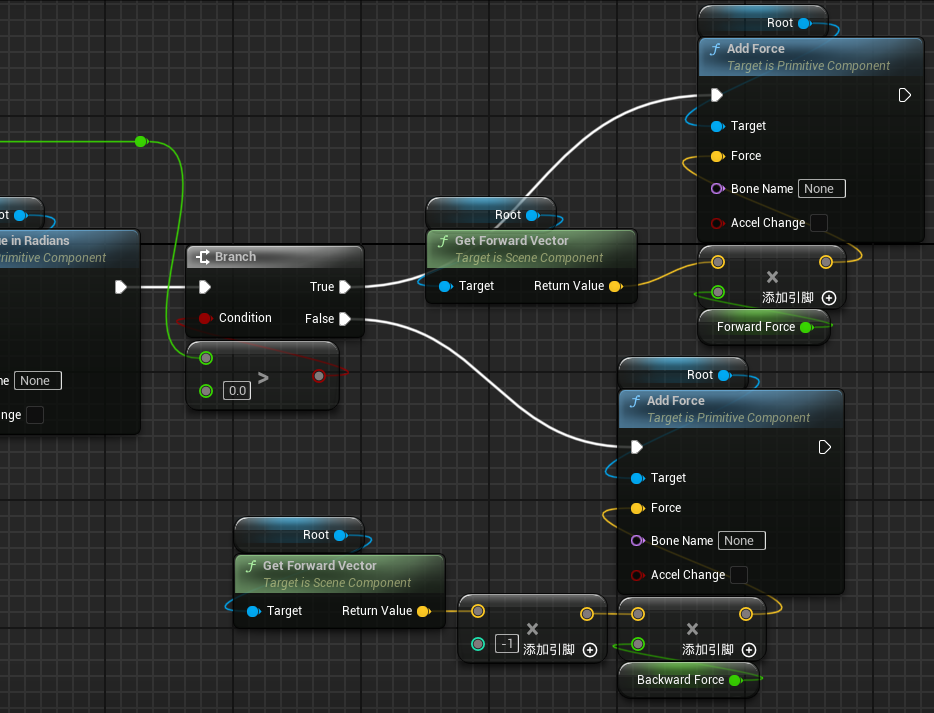 Root
Add Force
Target is Primitive Component
Target
Force
Bone Name None
Accel Change
添加引脚
Forward Force
Root
Get Forward Vector
Target is Scene Component
Target Return Value
ot
e in Radians
Primitive Component
ne None
nge
Branch
True
Condition False
>
0.0
Root
Add Force
Target is Primitive Component
Target
Force
Bone Name None
Accel Change
Root
Get Forward Vector
Target is Scene Component
Target Return Value
-1 添加引脚
添加引脚
Backward Force